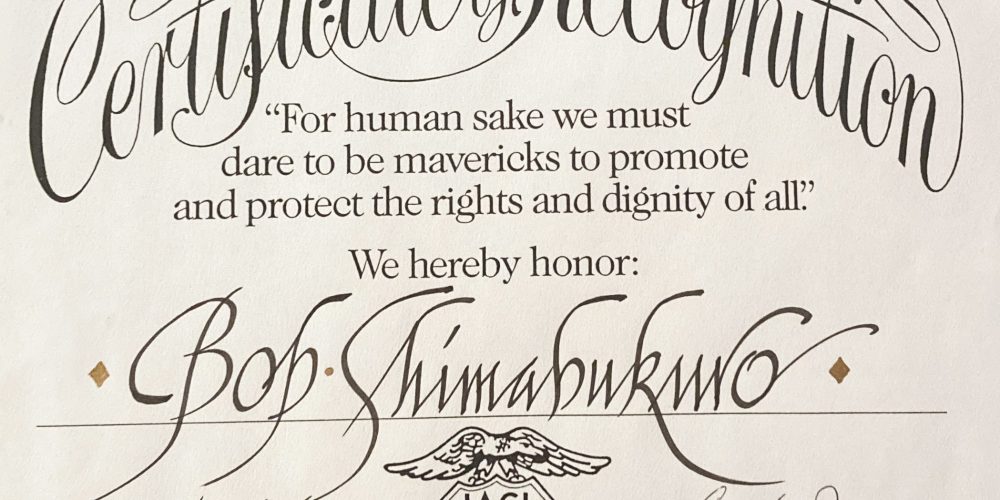 Certificate of Recognition
“For human sake we must
dare to be mavericks to promote
and protect the rights and dignity of all.”
We hereby honor:
Bob · Shimabukuro
JACL